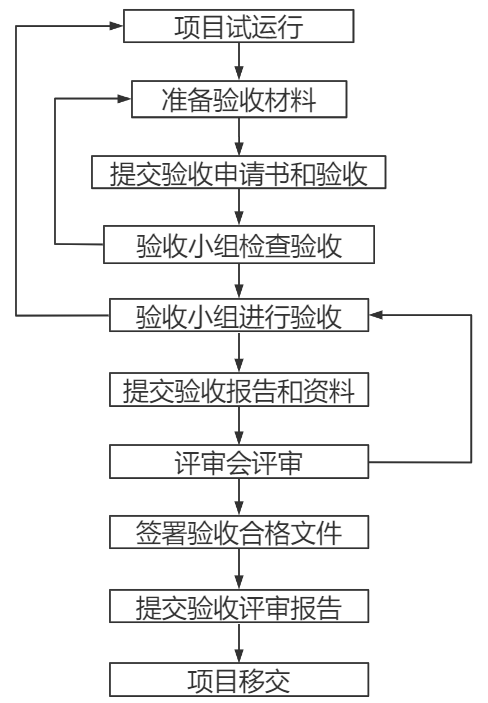 项目试运行
准备验收材料
提交验收申请书和验收
验收小组检查验收
验收小组进行验收
提交验收报告和资料
评审会评审
签署验收合格文件
提交验收评审报告
项目移交